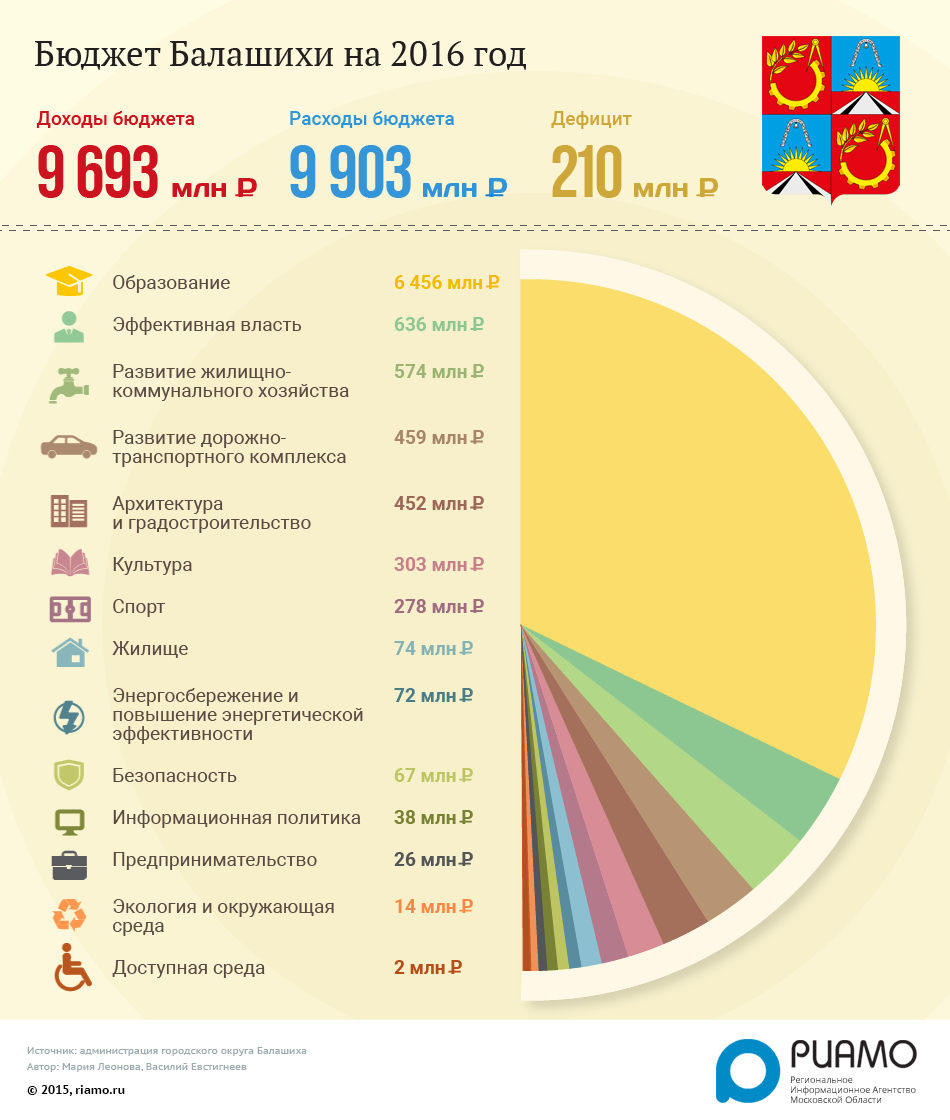 Бюджет Балашихи на 2016 год
Доходы бюджета
9 693 млн ₽
Расходы бюджета
9 903 млн ₽
Дефицит
210 млн ₽
Образование 6 456 млн ₽
Эффективная власть 636 млн ₽
Развитие жилищно- 574 млн ₽
коммунального хозяйства
Развитие дорожно- 459 млн ₽
транспортного комплекса
Архитектура 452 млн ₽
и градостроительство
Культура 303 млн ₽
Спорт 278 млн ₽
Жилище 74 млн ₽
Энергосбережение и 72 млн ₽
повышение энергетической
эффективности
Безопасность 67 млн ₽
Информационная политика 38 млн ₽
Предпринимательство 26 млн ₽
Экология и окружающая 14 млн ₽
среда
Доступная среда 2 млн ₽
Источник: администрация городского округа Балашиха
Автор: Мария Леонова, Василий Евстигнеев
© 2015, riamo.ru
РИАМО
Региональное
Информационное Агентство
Московской Области